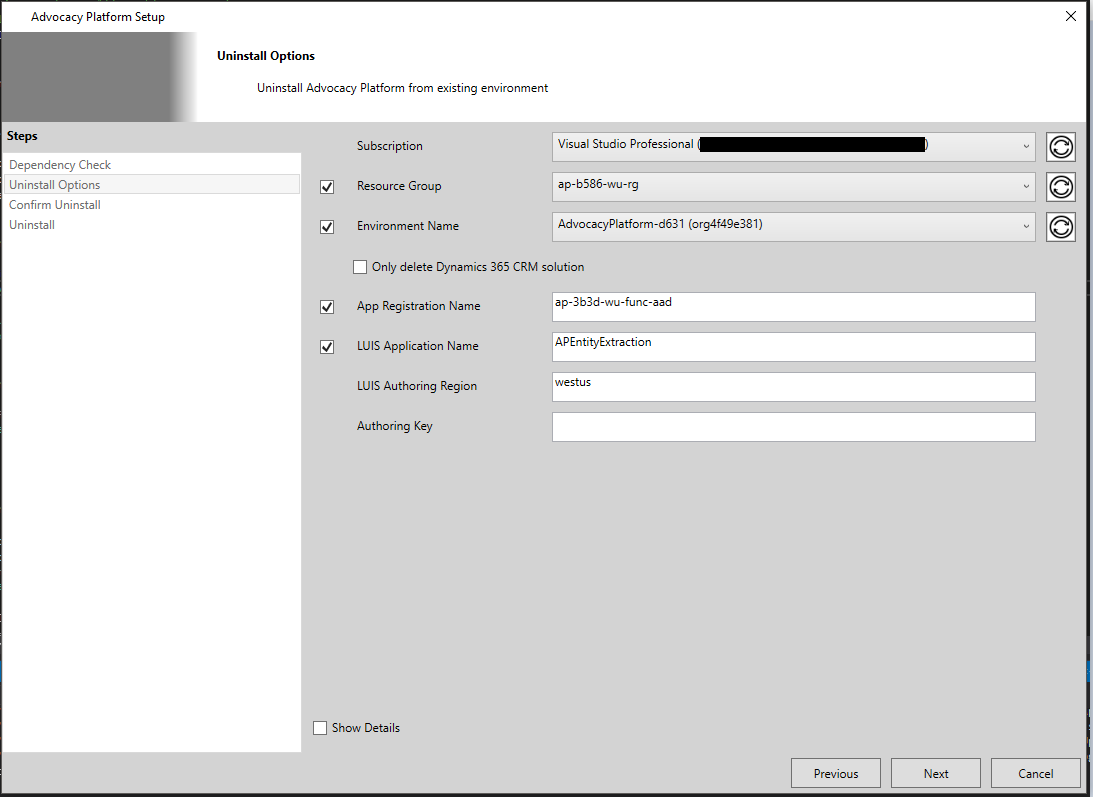 Advocacy Platform Setup
Uninstall Options
Uninstall Advocacy Platform from existing environment
Steps
Dependency Check
Uninstall Options
Confirm Uninstall
Uninstall
Subscription Visual Studio Professional ( )
Resource Group ap-b586-wu-rg
Environment Name AdvocacyPlatform-d631 (org4f49e381)
Only delete Dynamics 365 CRM solution
App Registration Name ap-3b3d-wu-func-aad
LUIS Application Name APEntityExtraction
LUIS Authoring Region westus
Authoring Key
Show Details
Previous Next Cancel